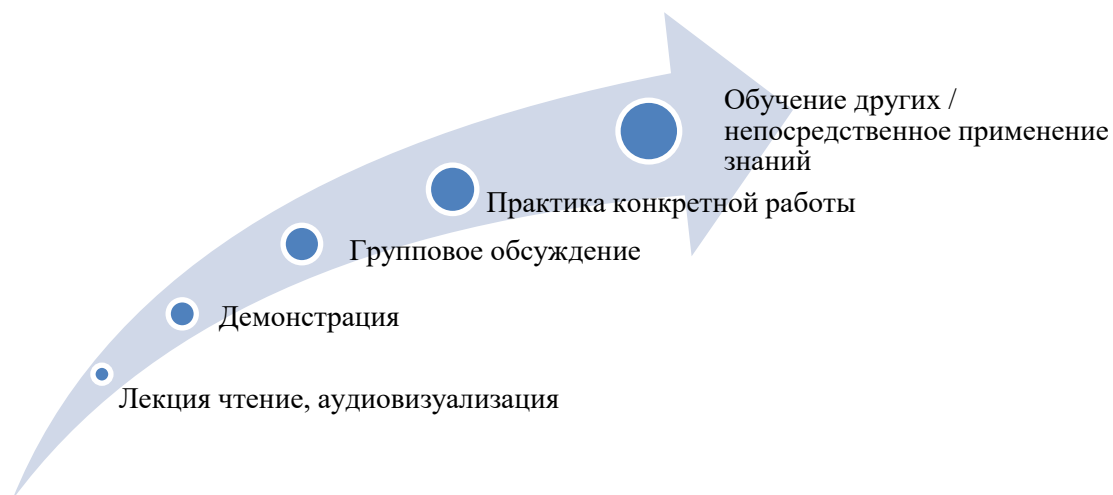 Обучение других /
непосредственное применение
знаний
Практика конкретной работы
Групповое обсуждение
Демонстрация
Лекция чтение, аудиовизуализация